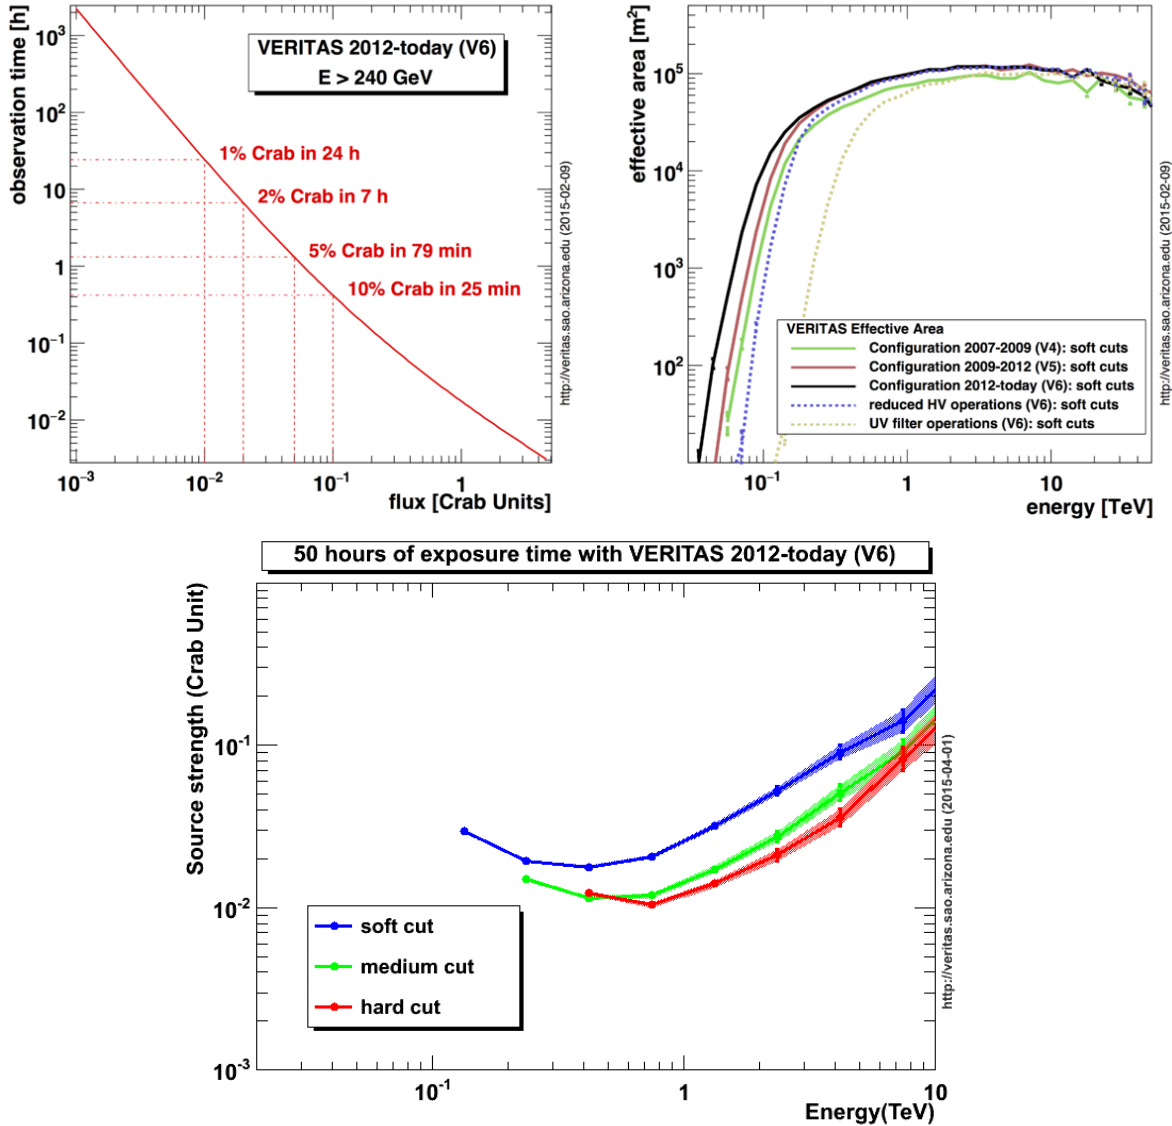 observation time [h]
10³
10²
10
1
10⁻¹
10⁻²
VERITAS 2012-today (V6)
E > 240 GeV
1% Crab in 24 h
2% Crab in 7 h
5% Crab in 79 min
10% Crab in 25 min
10⁻³
10⁻²
10⁻¹
1
flux [Crab Units]
http://veritas.sao.arizona.edu (2015-02-09)
effective area [m²]
10⁵
10⁴
10³
10²
VERITAS Effective Area
Configuration 2007-2009 (V4): soft cuts
Configuration 2009-2012 (V5): soft cuts
Configuration 2012-today (V6): soft cuts
reduced HV operations (V6): soft cuts
UV filter operations (V6): soft cuts
10⁻¹
1
10
energy [TeV]
http://veritas.sao.arizona.edu (2015-02-09)
50 hours of exposure time with VERITAS 2012-today (V6)
Source strength (Crab Unit)
10⁻¹
10⁻²
10⁻³
soft cut
medium cut
hard cut
10⁻¹
1
10
Energy(TeV)
http://veritas.sao.arizona.edu (2015-04-01)